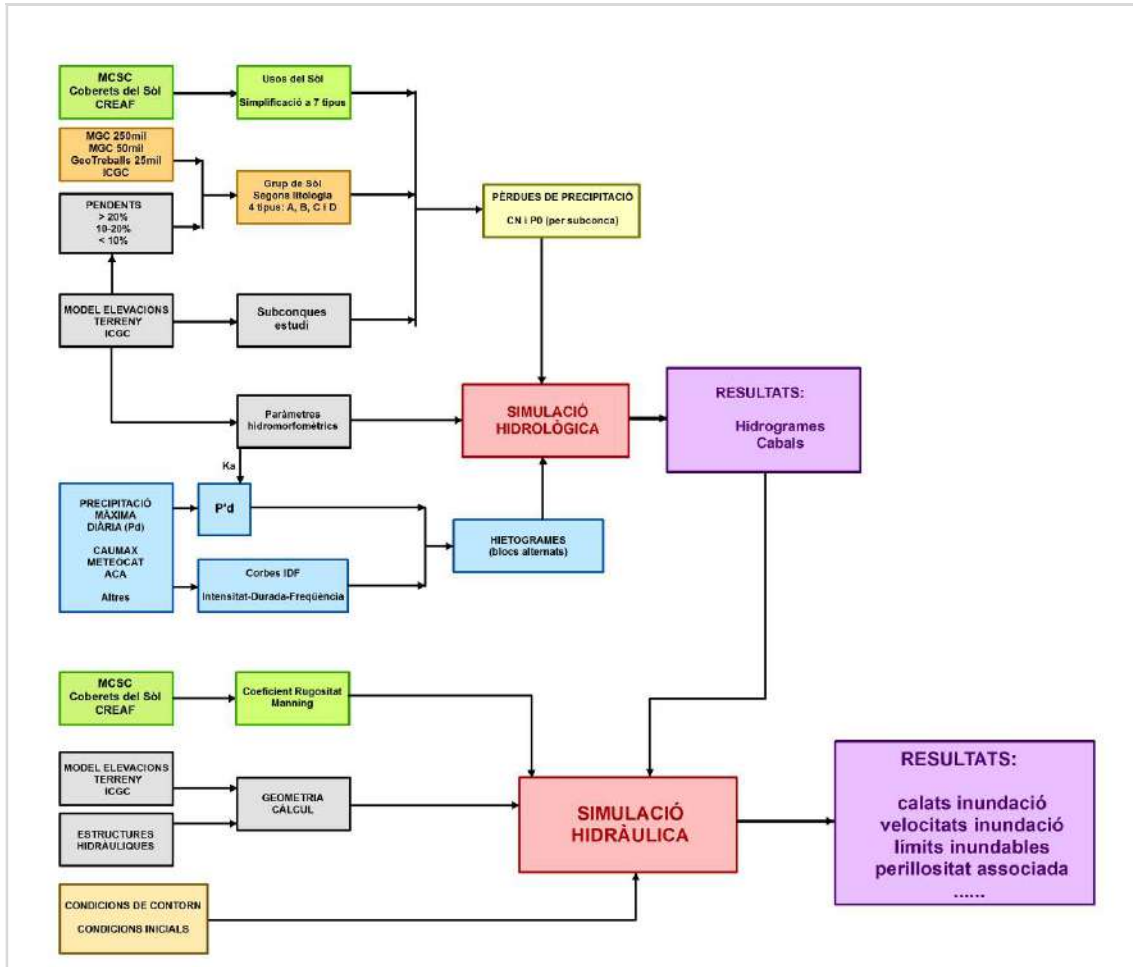 MCSC
Coberets del Sòl
CREAF
Usos del Sòl
Simplificació a 7 tipus
MGC 250mil
MGC 50mil
GeoTreballs 25mil
ICGC
Grup de Sòl
Segons litologia
4 tipus: A, B, C i D
PENDENTS
> 20%
10-20%
< 10%
PÈRDUES DE PRECIPITACIÓ
CN i P0 (per subconca)
MODEL ELEVACIONS
TERRENY
ICGC
Subconques
estudi
Paràmetres
hidromorfomètrics
SIMULACIÓ
HIDROLÒGICA
RESULTATS:
Hidrogrames
Cabals
Ka
PRECIPITACIÓ
MÀXIMA
DIÀRIA (Pd)
CAUMAX
METEOCAT
ACA
Altres
P'd
Corbes IDF
Intensitat-Durada-Freqüència
HIETOGRAMES
(blocs alternats)
MCSC
Coberets del Sòl
CREAF
Coeficient Rugositat
Manning
MODEL ELEVACIONS
TERRENY
ICGC
GEOMETRIA
CÀLCUL
ESTRUCTURES
HIDRÀULIQUES
SIMULACIÓ
HIDRÀULICA
RESULTATS:
calats inundació
velocitats inundació
límits inundables
perillositat associada
......
CONDICIONS DE CONTORN
CONDICIONS INICIALS